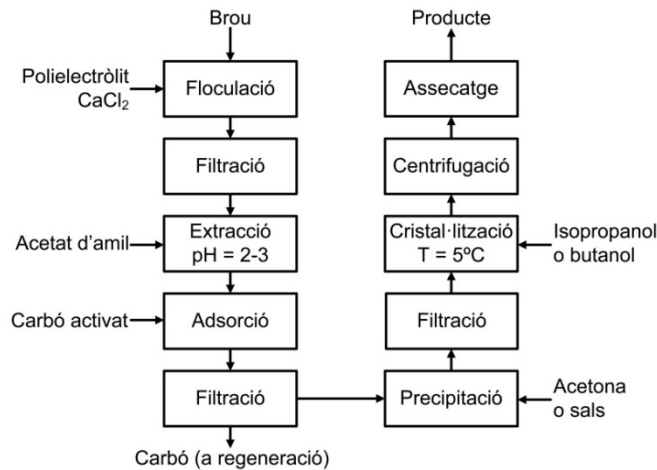 Brou
Polielectròlit
CaCl₂
Floculació
Filtració
Acetat d'amil
Extracció
pH = 2-3
Carbó activat
Adsorció
Filtració
Carbó (a regeneració)
Producte
Assecatge
Centrifugació
Cristal·lització
T = 5ºC
Isopropanol
o butanol
Filtració
Precipitació
Acetona
o sals